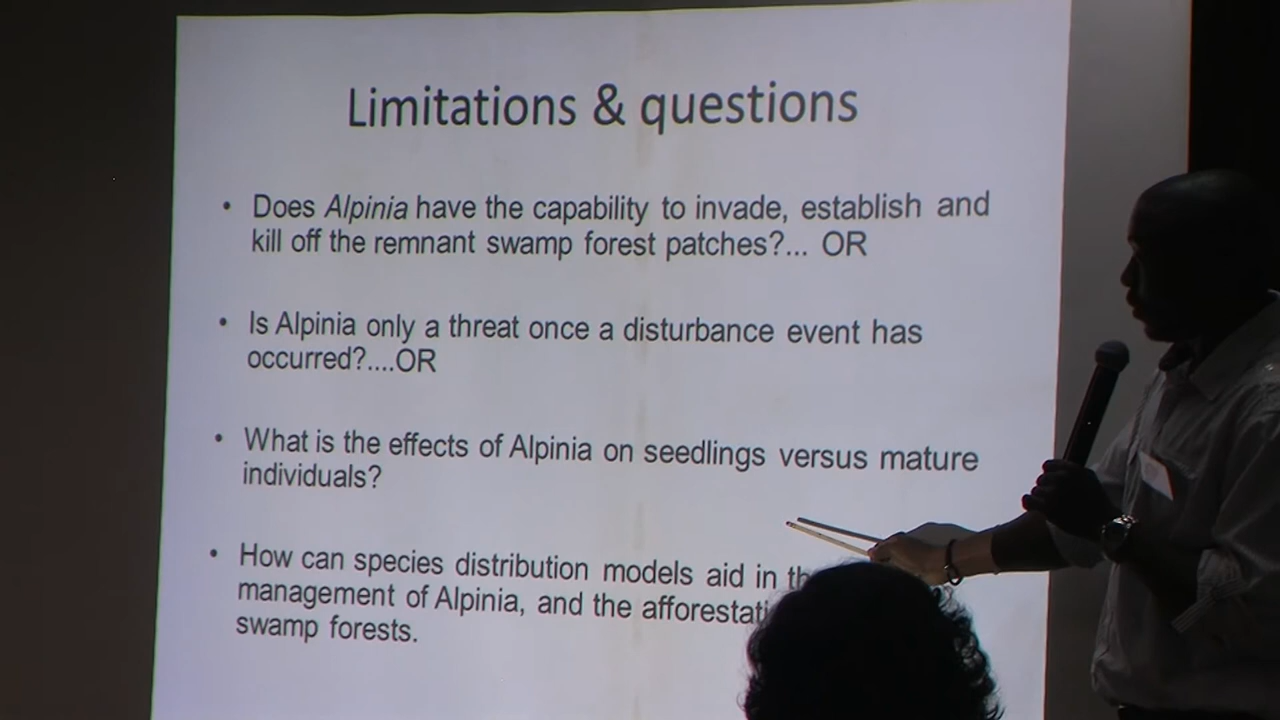 Limitations & questions
• Does Alpinia have the capability to invade, establish and
kill off the remnant swamp forest patches?... OR
• Is Alpinia only a threat once a disturbance event has
occurred?....OR
• What is the effects of Alpinia on seedlings versus mature
individuals?
• How can species distribution models aid in
management of Alpinia, and the
swamp forests.